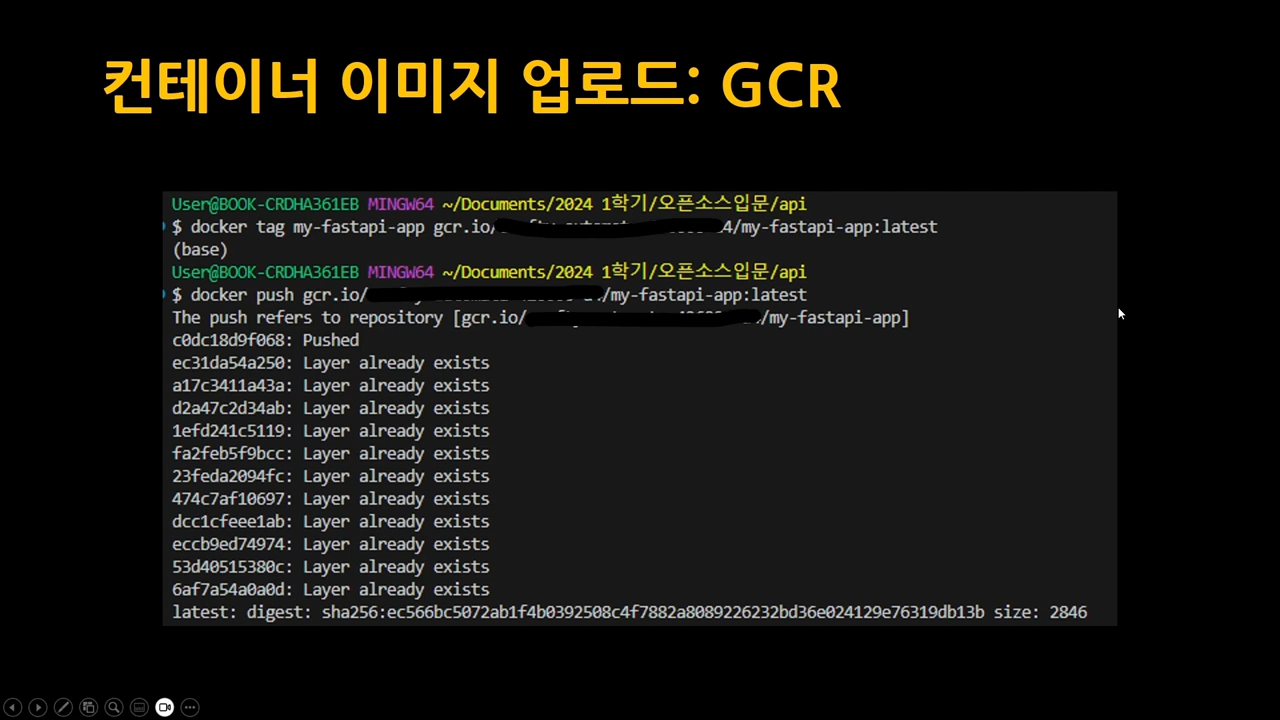 컨테이너 이미지 업로드: GCR
User@BOOK-CRDHA361EB MINGW64 ~/Documents/2024 1학기/오픈소스입문/api
$ docker tag my-fastapi-app gcr.io/ 4/my-fastapi-app:latest
(base)
User@BOOK-CRDHA361EB MINGW64 ~/Documents/2024 1학기/오픈소스입문/api
$ docker push gcr.io/ /my-fastapi-app:latest
The push refers to repository [gcr.io/ /my-fastapi-app]
c0dc18d9f068: Pushed
ec31da54a250: Layer already exists
a17c3411a43a: Layer already exists
d2a47c2d34ab: Layer already exists
1efd241c5119: Layer already exists
fa2feb5f9bcc: Layer already exists
23feda2094fc: Layer already exists
474c7af10697: Layer already exists
dcc1cfeee1ab: Layer already exists
eccb9ed74974: Layer already exists
53d40515380c: Layer already exists
6af7a54a0a0d: Layer already exists
latest: digest: sha256:ec566bc5072ab1f4b0392508c4f7882a8089226232bd36e024129e76319db13b size: 2846